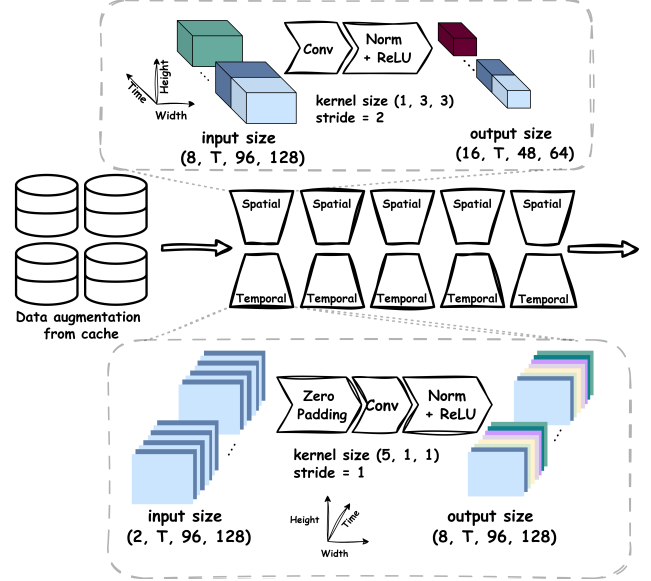 Conv
Norm
+ ReLU
Height
Time
Width
kernel size (1, 3, 3)
stride = 2
input size
(8, T, 96, 128)
output size
(16, T, 48, 64)
Spatial
Spatial
Spatial
Spatial
Spatial
Temporal
Temporal
Temporal
Temporal
Temporal
Data augmentation
from cache
Zero
Padding
Conv
Norm
+ ReLU
kernel size (5, 1, 1)
stride = 1
input size
(2, T, 96, 128)
Height
Time
Width
output size
(8, T, 96, 128)